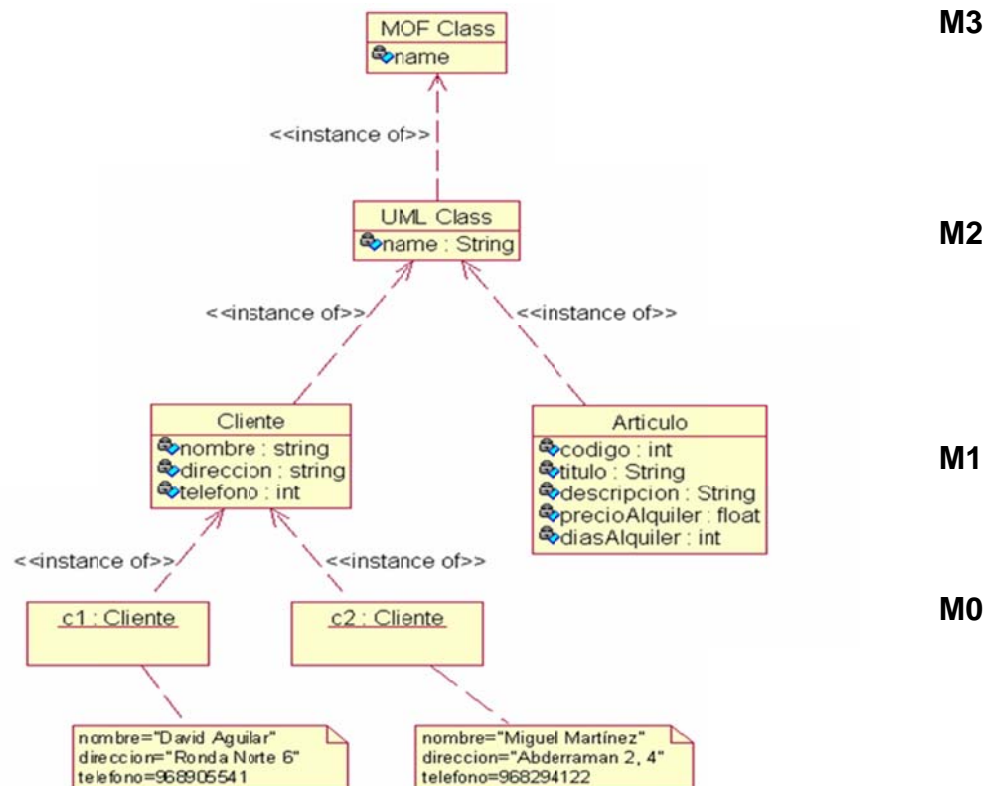 MOF Class
M3
name
<<instance of>>
UML Class
M2
name : String
<<instance of>>
<<instance of>>
Cliente
nombre : string
direccion : string
telefono : int
Articulo
codigo : int
titulo : String
descripcion : String
precioAlquiler : float
diasAlquiler : int
M1
<<instance of>>
<<instance of>>
M0
c1 : Cliente
c2 : Cliente
nombre="David Aguilar"
direccion="Ronda Norte 6"
telefono=968905541
nombre="Miguel Martínez"
direccion="Abderraman 2, 4"
telefono=968294122